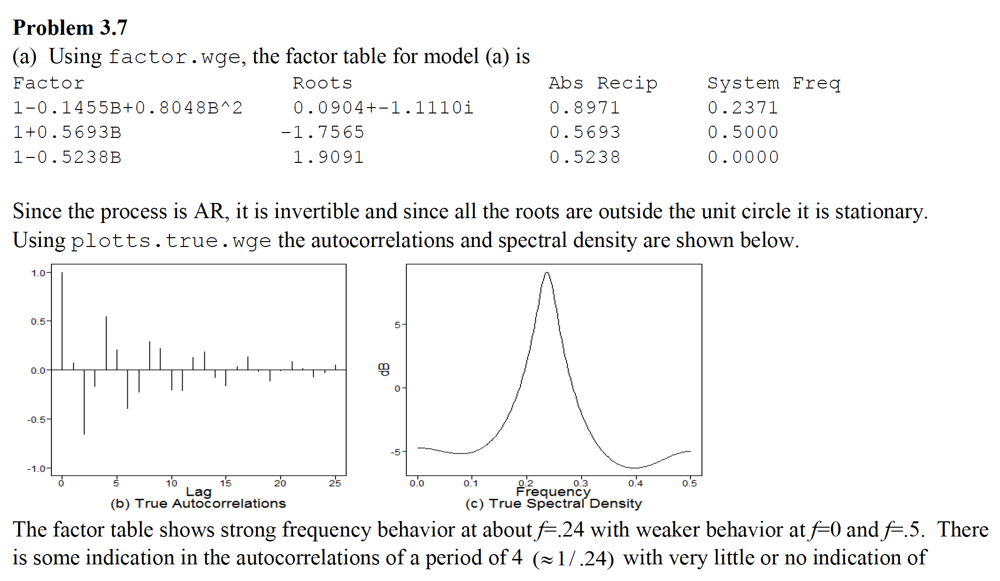 Problem 3.7
(a) Using factor.wge, the factor table for model (a) is
Factor Roots Abs Recip System Freq
1-0.1455B+0.8048B^2 0.0904+-1.1110i 0.8971 0.2371
1+0.5693B -1.7565 0.5693 0.5000
1-0.5238B 1.9091 0.5238 0.0000
Since the process is AR, it is invertible and since all the roots are outside the unit circle it is stationary.
Using plotts.true.wge the autocorrelations and spectral density are shown below.
1.0
0.5
0.0
-0.5
-1.0
0 5 10 15 20 25
Lag
(b) True Autocorrelations
dB
5
0
-5
0.0 0.1 0.2 0.3 0.4 0.5
Frequency
(c) True Spectral Density
The factor table shows strong frequency behavior at about f=.24 with weaker behavior at f=0 and f=.5. There
is some indication in the autocorrelations of a period of 4 (≈1/.24) with very little or no indication of